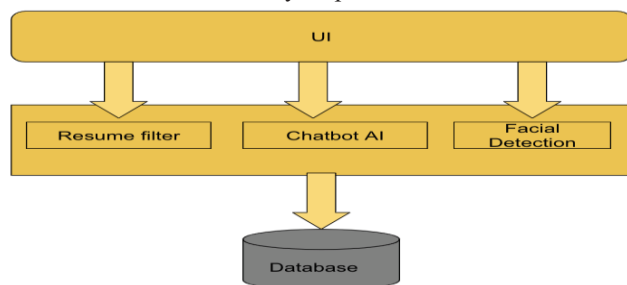 UI
Resume filter
Chatbot AI
Facial
Detection
Database